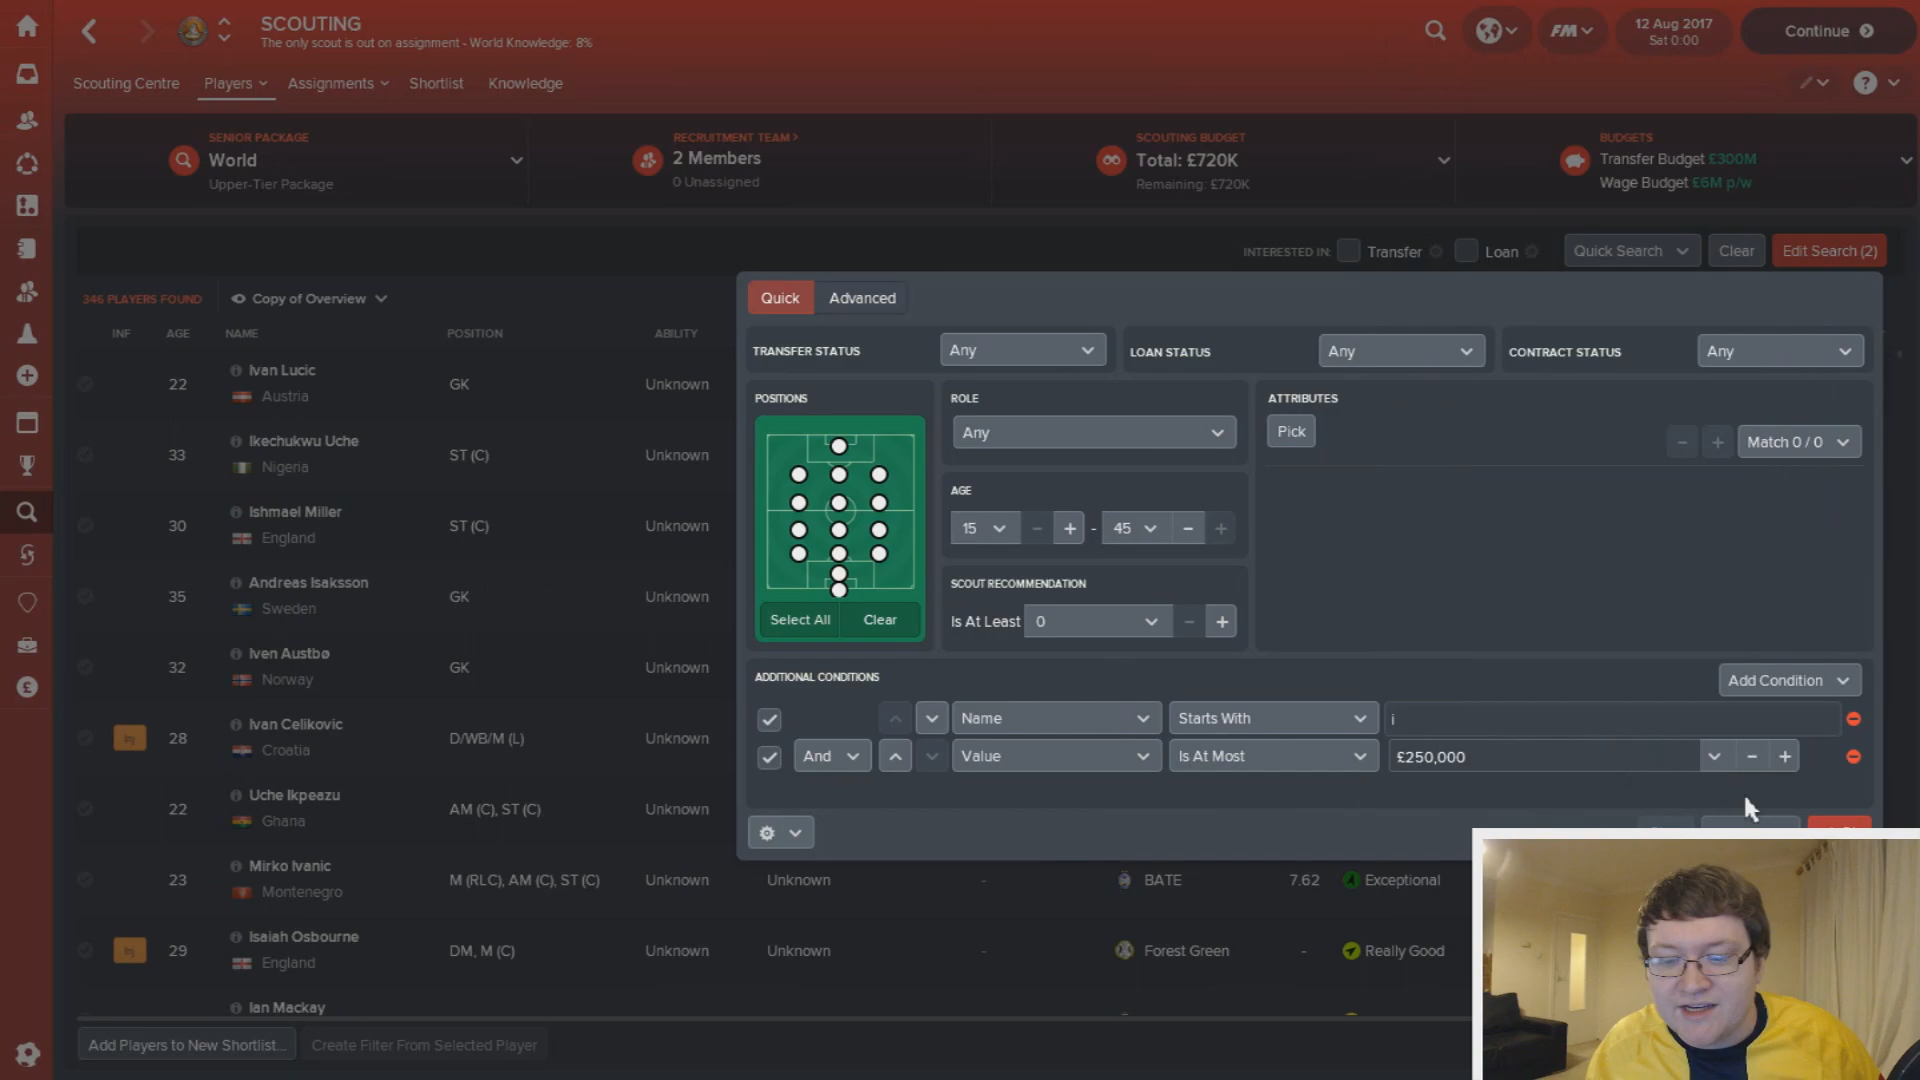 SCOUTING
The only scout is out on assignment - World Knowledge: 8%
FM
12 Aug 2017
Sat 0:00
Continue
Scouting Centre
Players
Assignments
Shortlist
Knowledge
?
SENIOR PACKAGE
World
Upper-Tier Package
RECRUITMENT TEAM >
2 Members
0 Unassigned
SCOUTING BUDGET
Total: £720K
Remaining: £720K
BUDGETS
Transfer Budget £300M
Wage Budget £6M p/w
INTERESTED IN:
Transfer
Loan
Quick Search
Clear
Edit Search (2)
346 PLAYERS FOUND
Copy of Overview
INF AGE NAME POSITION ABILITY
22 Ivan Lucic GK Unknown
Austria
33 Ikechukwu Uche ST (C) Unknown
Nigeria
30 Ishmael Miller ST (C) Unknown
England
35 Andreas Isaksson GK Unknown
Sweden
32 Iven Austbø GK Unknown
Norway
28 Ivan Celikovic D/WB/M (L) Unknown
Croatia
22 Uche Ikpeazu AM (C), ST (C) Unknown
Ghana
23 Mirko Ivanic M (RLC), AM (C), ST (C) Unknown Unknown - BATE 7.62 Exceptional
Montenegro
29 Isaiah Osbourne DM, M (C) Unknown Unknown - Forest Green - Really Good
England
Ian Mackay
Quick
Advanced
TRANSFER STATUS Any
LOAN STATUS Any
CONTRACT STATUS Any
POSITIONS
Select All
Clear
ROLE
Any
AGE
15 - + - 45 - +
SCOUT RECOMMENDATION
Is At Least 0 - +
ATTRIBUTES
Pick
- + Match 0 / 0
ADDITIONAL CONDITIONS
Add Condition
Name Starts With i
And Value Is At Most £250,000 - +
Add Players to New Shortlist...
Create Filter From Selected Player